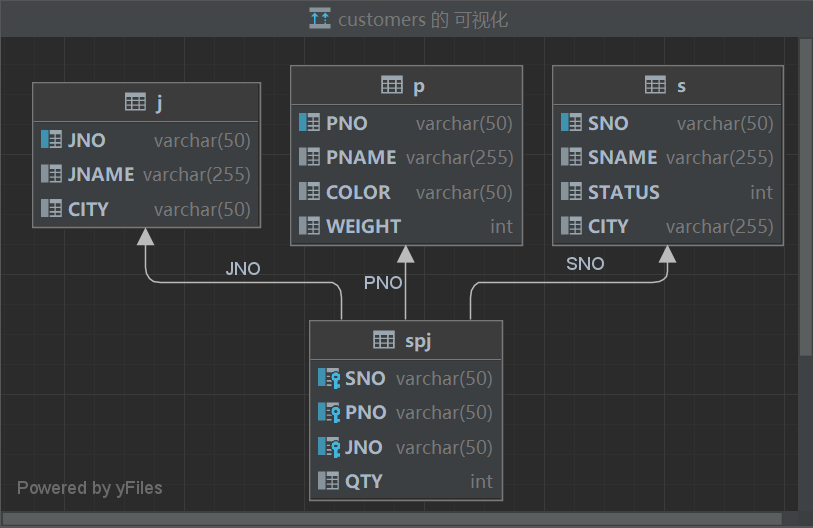 customers 的 可视化
j
JNO varchar(50)
JNAME varchar(255)
CITY varchar(50)
p
PNO varchar(50)
PNAME varchar(255)
COLOR varchar(50)
WEIGHT int
s
SNO varchar(50)
SNAME varchar(255)
STATUS int
CITY varchar(255)
JNO
PNO
SNO
spj
SNO varchar(50)
PNO varchar(50)
JNO varchar(50)
QTY int
Powered by yFiles